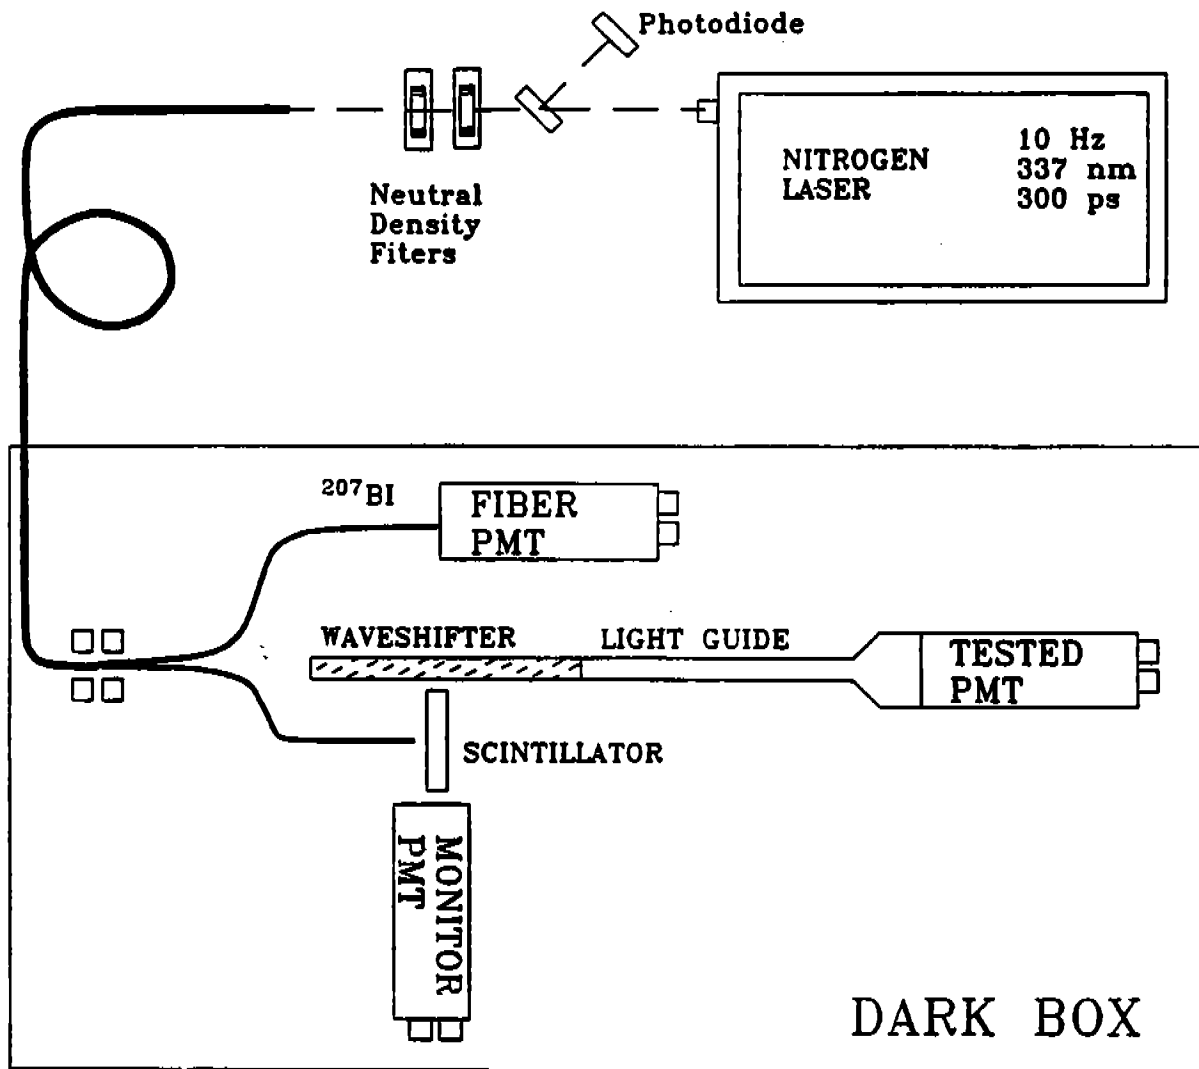 Photodiode
NITROGEN
LASER
10 Hz
337 nm
300 ps
Neutral
Density
Fiters
207BI
FIBER
PMT
WAVESHIFTER
LIGHT GUIDE
TESTED
PMT
SCINTILLATOR
MONITOR
PMT
DARK BOX